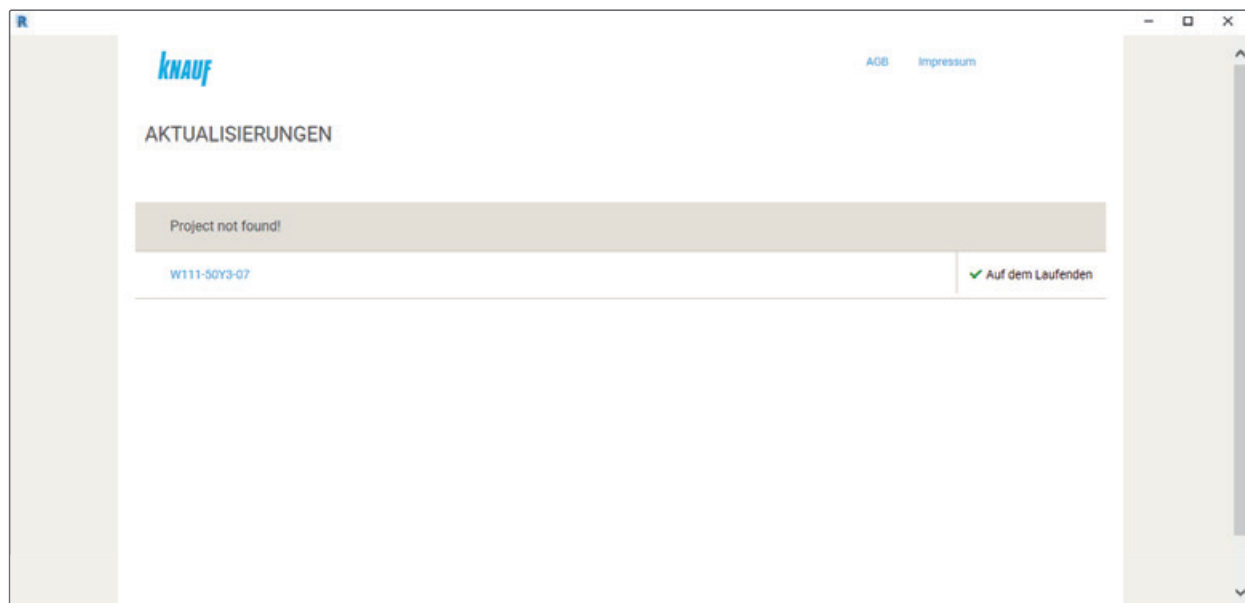 R
KNAUF
AGB Impressum
AKTUALISIERUNGEN
Project not found!
W111-50Y3-07 Auf dem Laufenden